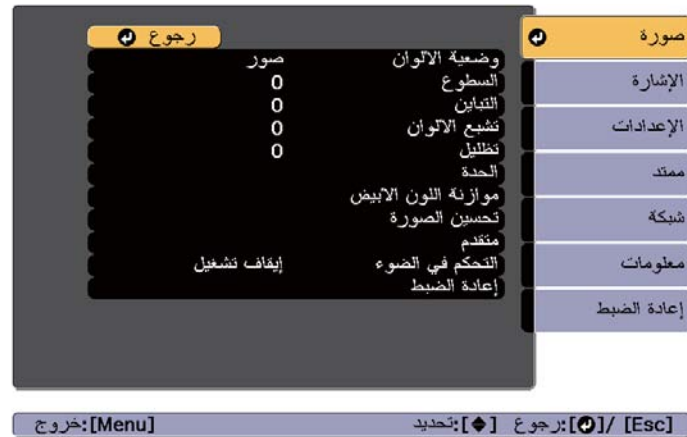 صورة
الإشارة
الإعدادات
ممتد
شبكة
معلومات
إعادة الضبط
رجوع
وضعية الالوان صور
السطوع 0
التباين 0
تشبع الالوان 0
تظليل 0
الحدة
موازنة اللون الابيض
تحسين الصورة
متقدم
التحكم في الضوء إيقاف تشغيل
إعادة الضبط
[Esc] /[⏎]:رجوع [◆]:تحديد [Menu]:خروج